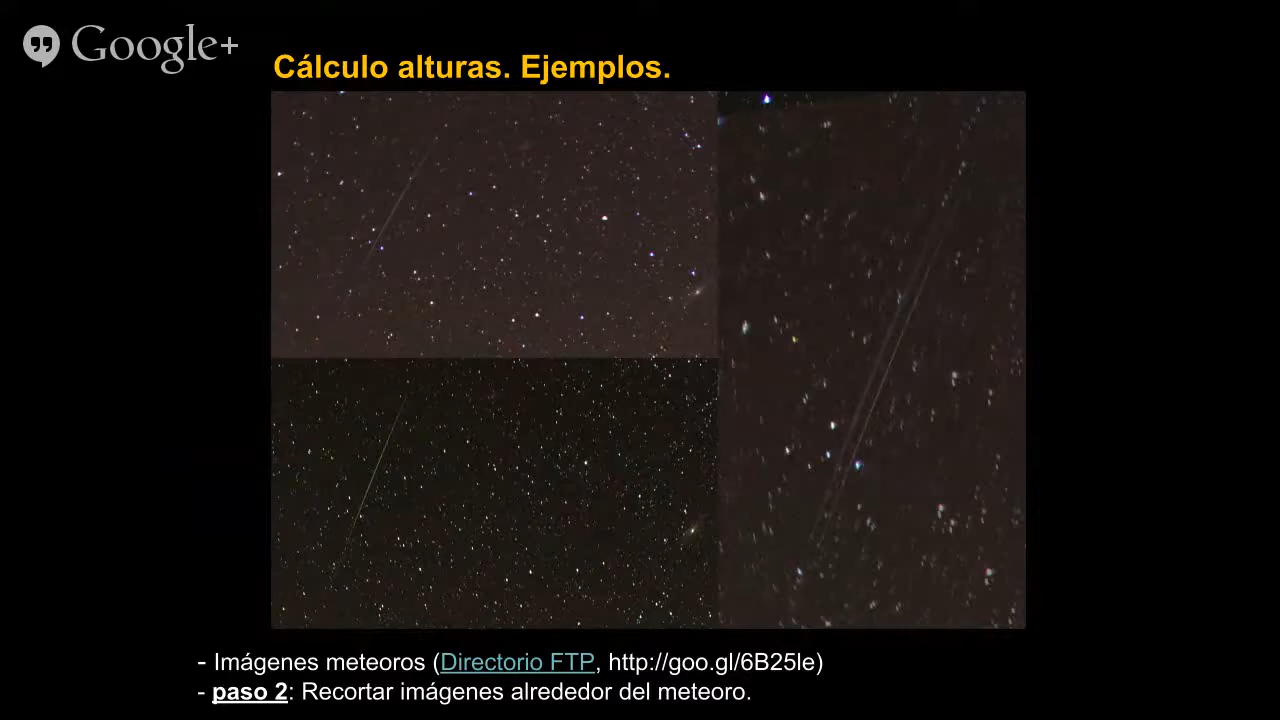 Google+
Cálculo alturas. Ejemplos.
- Imágenes meteoros (Directorio FTP, http://goo.gl/6B25le)
- paso 2: Recortar imágenes alrededor del meteoro.